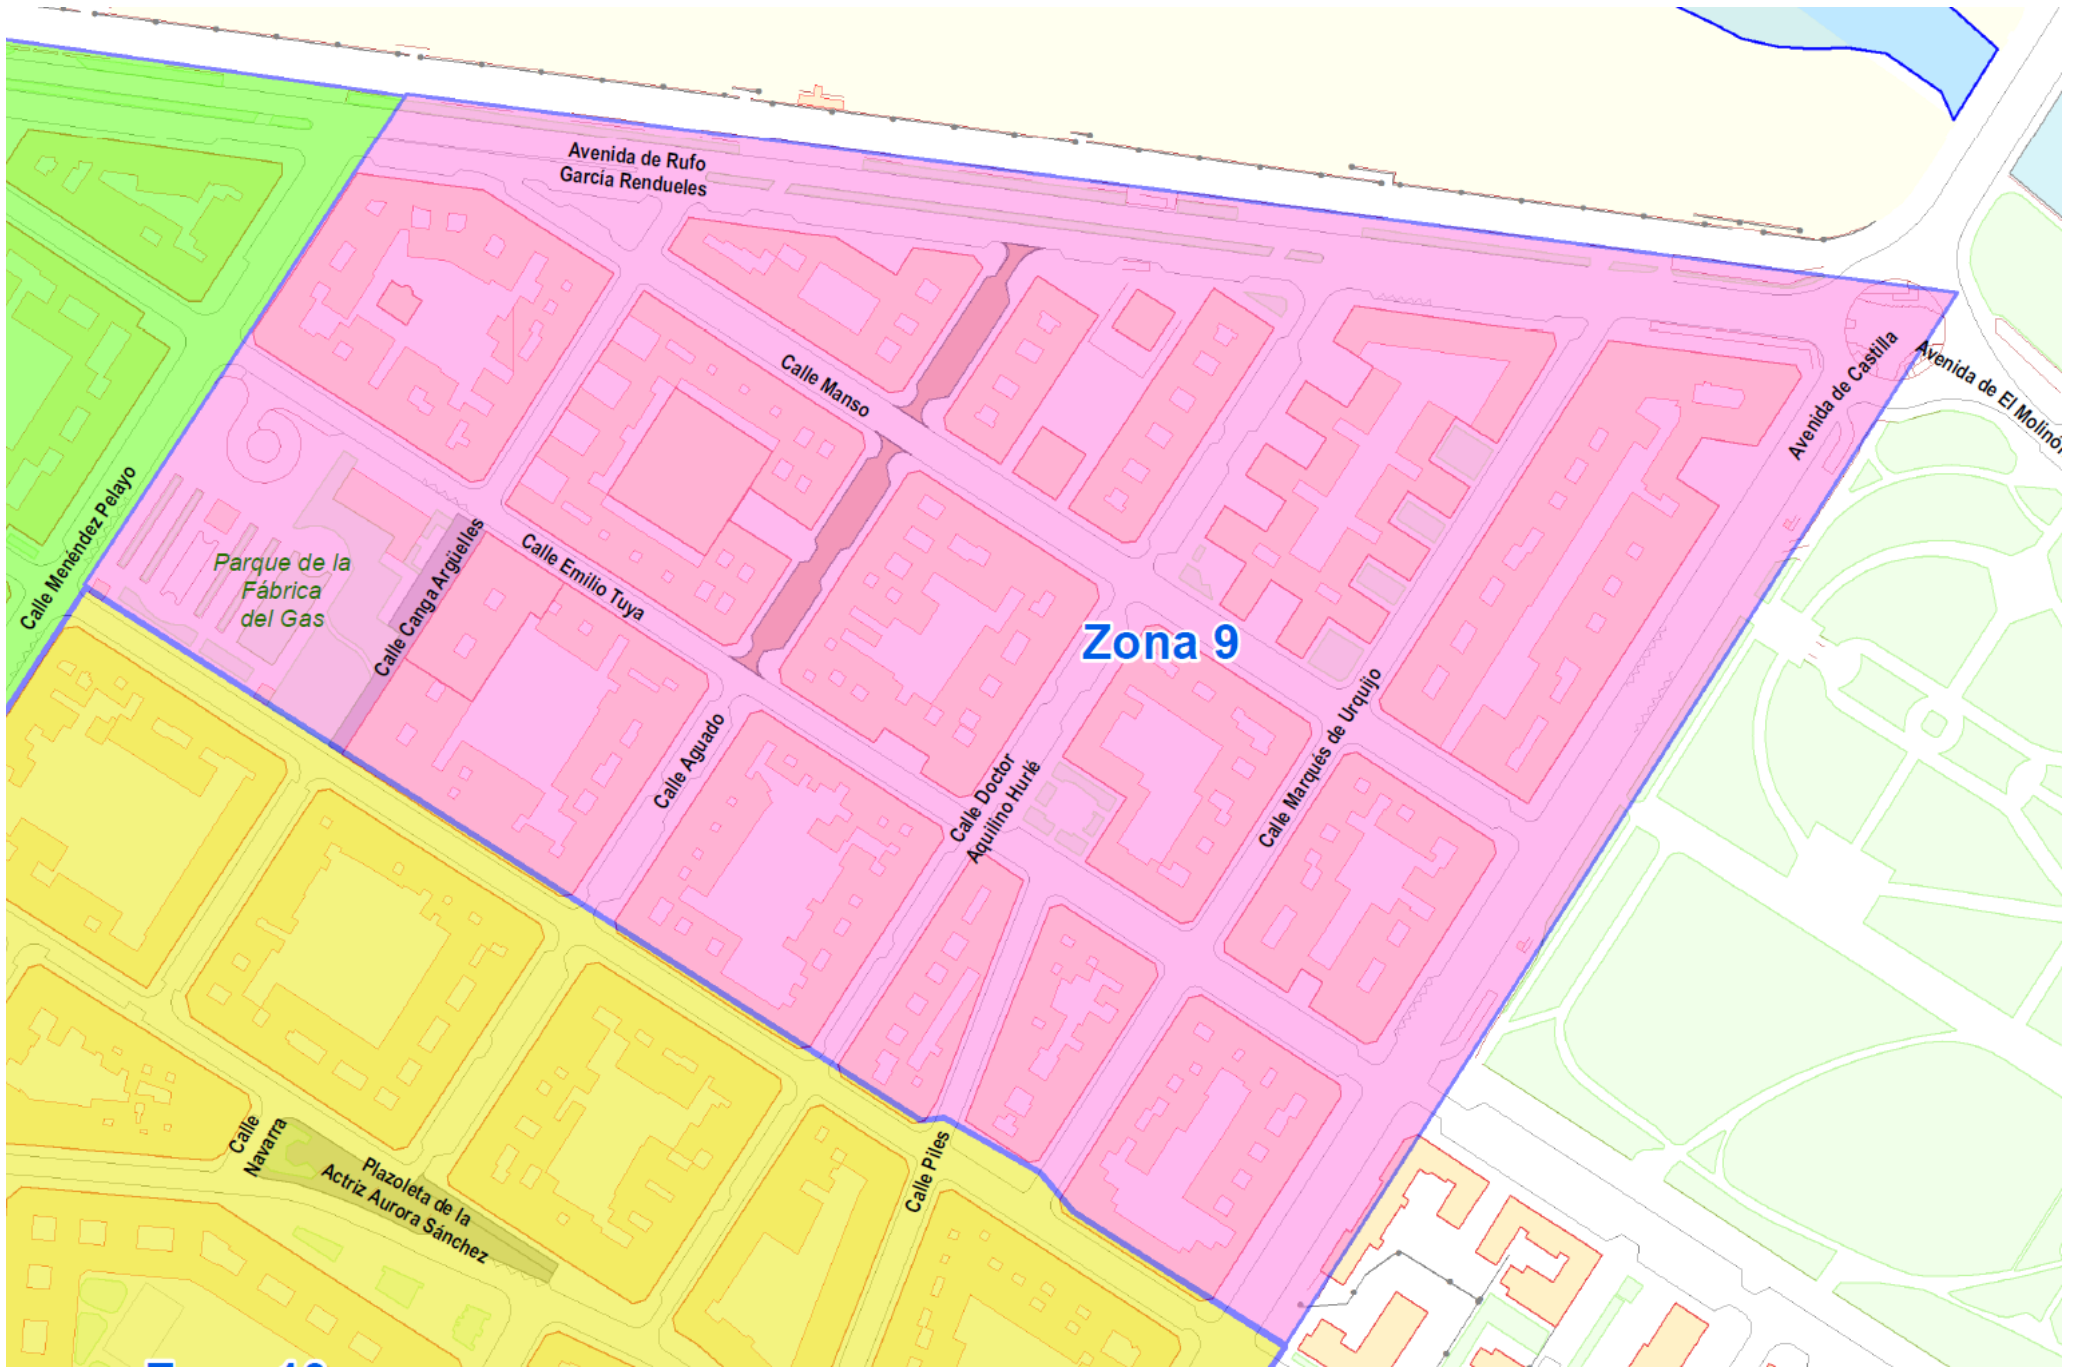 Avenida de Rufo
García Rendueles
Calle Manso
Avenida de Castilla
Avenida de El Molinó
Calle Menéndez Pelayo
Parque de la
Fábrica
del Gas
Calle Canga Argüelles
Calle Emilio Tuya
Zona 9
Calle Aguado
Calle Doctor
Aquilino Hurlé
Calle Marqués de Urquijo
Calle
Navarra
Plazoleta de la
Actriz Aurora Sánchez
Calle Piles